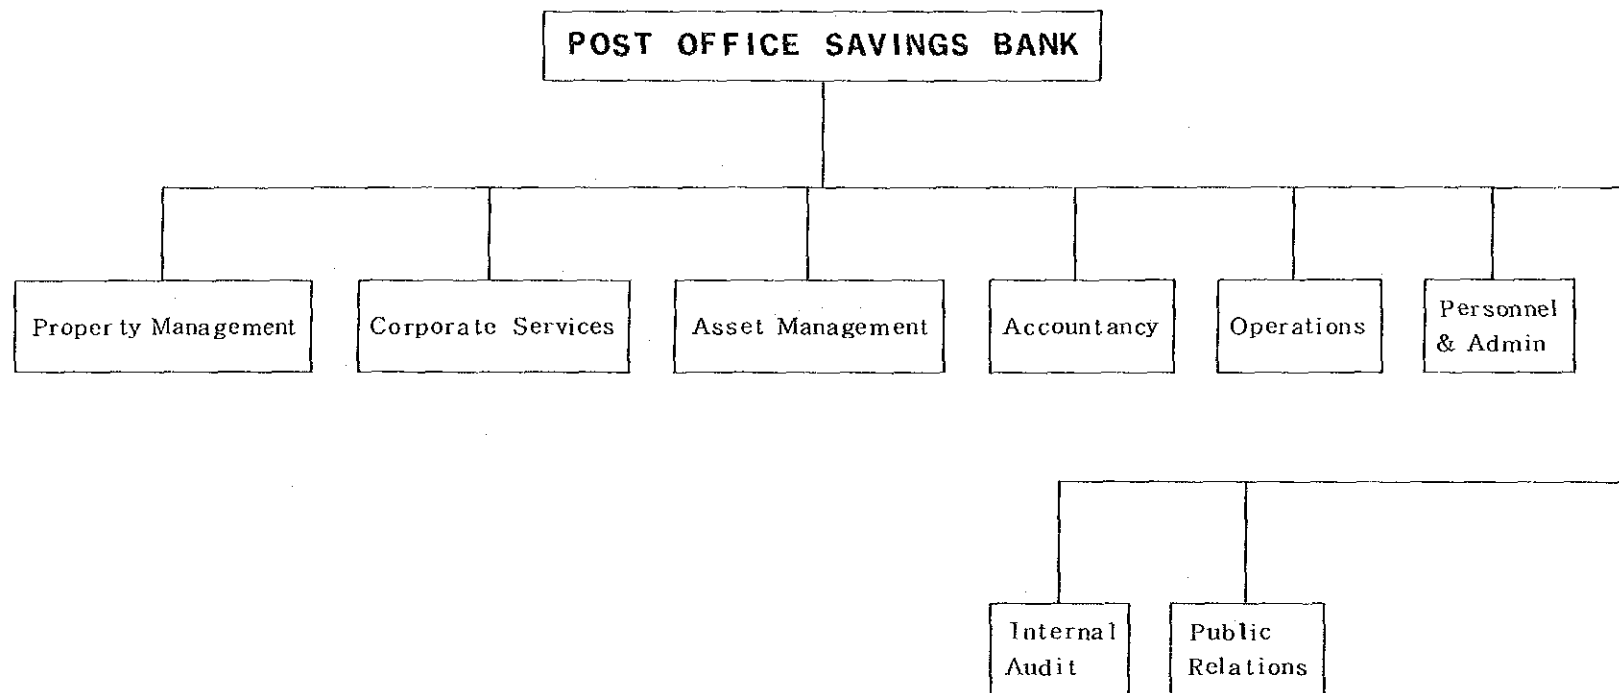 POST OFFICE SAVINGS BANK
Property Management
Corporate Services
Asset Management
Accountancy
Operations
Personnel
& Admin
Internal
Audit
Public
Relations